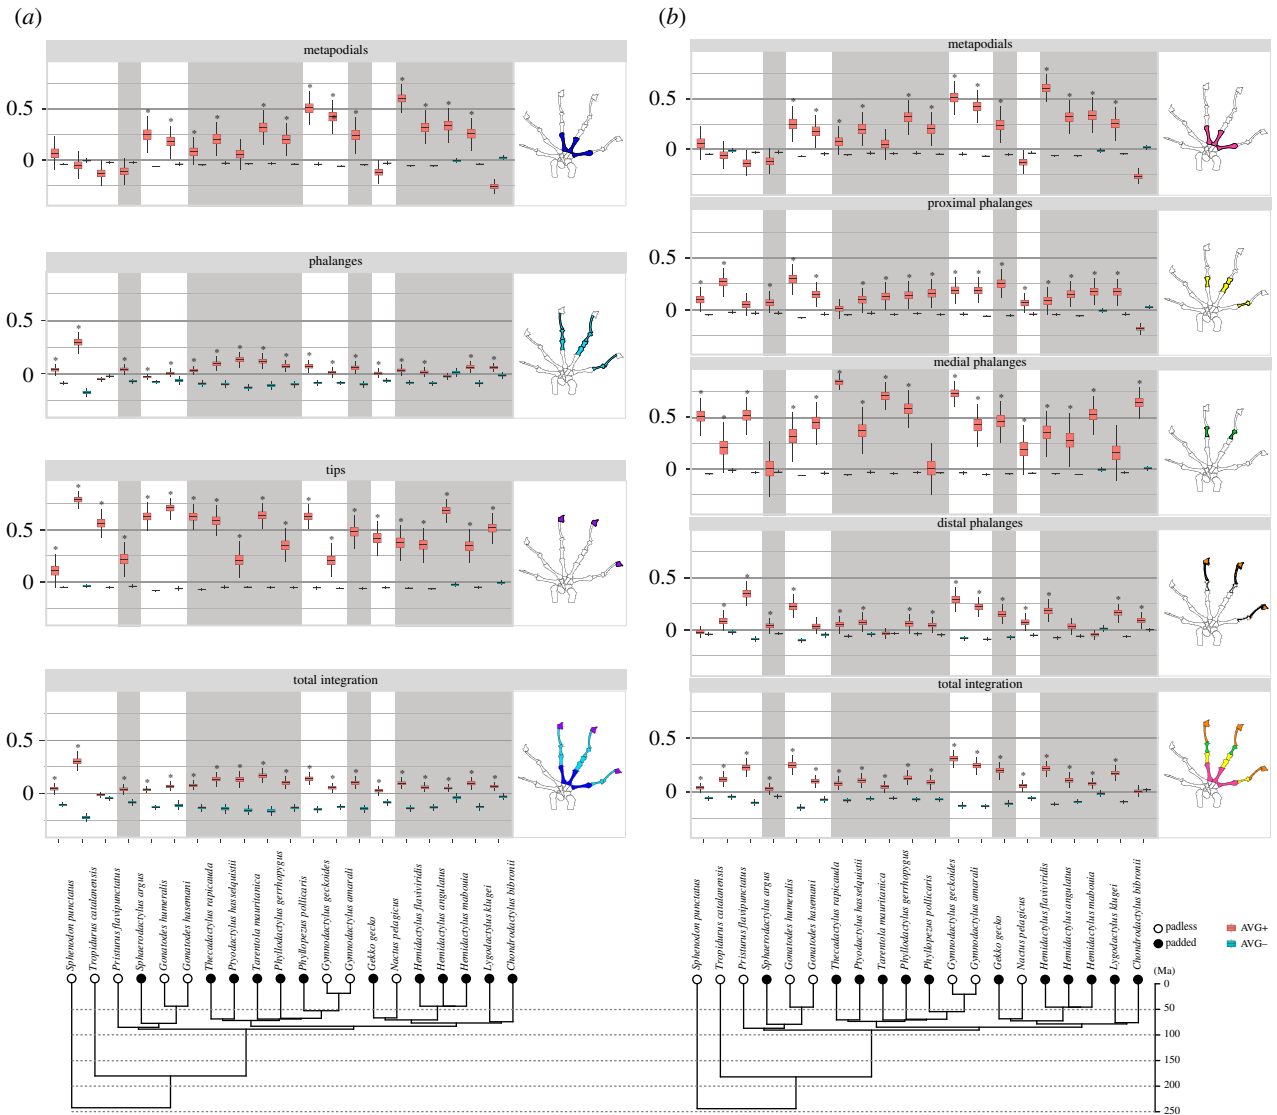 (a)
metapodials
0.5
0
phalanges
0.5
0
tips
0.5
0
total integration
0.5
0
(b)
metapodials
0.5
0
proximal phalanges
0.5
0
medial phalanges
0.5
0
distal phalanges
0.5
0
total integration
0.5
0
Sphenodon punctatus
Tropidurus catalanensis
Pristurus flavipunctatus
Sphaerodactylus argus
Gonatodes humeralis
Gonatodes hasemani
Thecadactylus rapicauda
Ptyodactylus hasselquistii
Tarentola mauritanica
Phyllodactylus gerrhopygus
Phyllopezus pollicaris
Gymnodactylus geckoides
Gymnodactylus amarali
Gekko gecko
Nactus pelagicus
Hemidactylus flaviviridis
Hemidactylus angulatus
Hemidactylus mabouia
Lygodactylus klugei
Chondrodactylus bibronii
Sphenodon punctatus
Tropidurus catalanensis
Pristurus flavipunctatus
Sphaerodactylus argus
Gonatodes humeralis
Gonatodes hasemani
Thecadactylus rapicauda
Ptyodactylus hasselquistii
Tarentola mauritanica
Phyllodactylus gerrhopygus
Phyllopezus pollicaris
Gymnodactylus geckoides
Gymnodactylus amarali
Gekko gecko
Nactus pelagicus
Hemidactylus flaviviridis
Hemidactylus angulatus
Hemidactylus mabouia
Lygodactylus klugei
Chondrodactylus bibronii
padless AVG+
padded AVG–
(Ma)
0
50
100
150
200
250